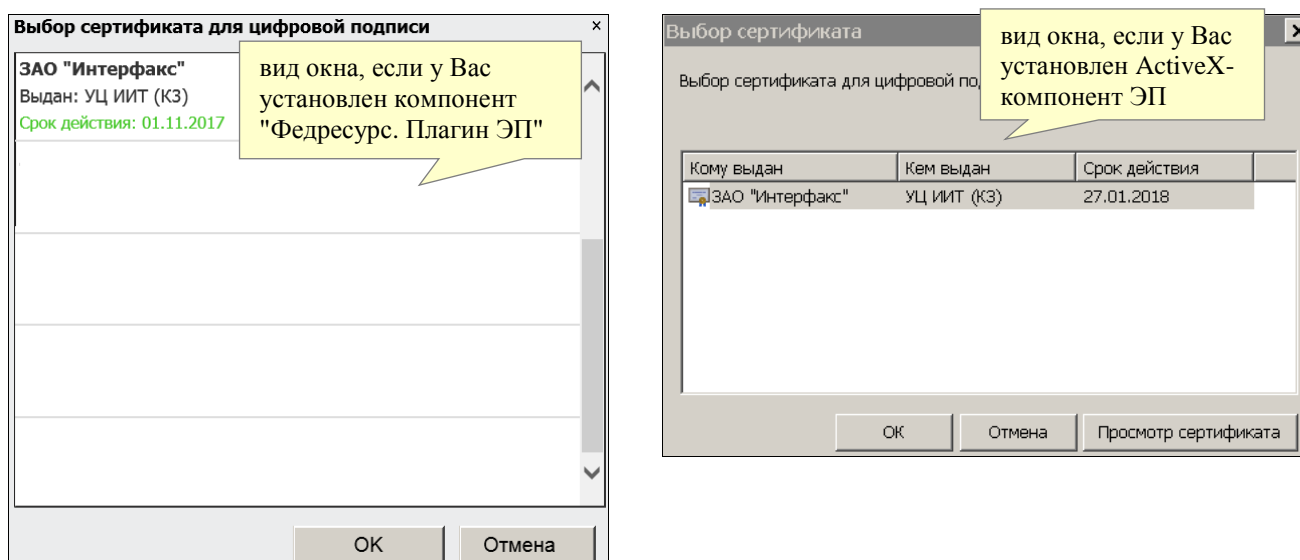 Выбор сертификата для цифровой подписи
ЗАО "Интерфакс"
Выдан: УЦ ИИТ (К3)
Срок действия: 01.11.2017
вид окна, если у Вас
установлен компонент
"Федресурс. Плагин ЭП"
OK
Отмена
Выбор сертификата
вид окна, если у Вас
установлен ActiveX-
компонент ЭП
Выбор сертификата для цифровой по
Кому выдан Кем выдан Срок действия
ЗАО "Интерфакс" УЦ ИИТ (К3) 27.01.2018
ОК Отмена Просмотр сертификата